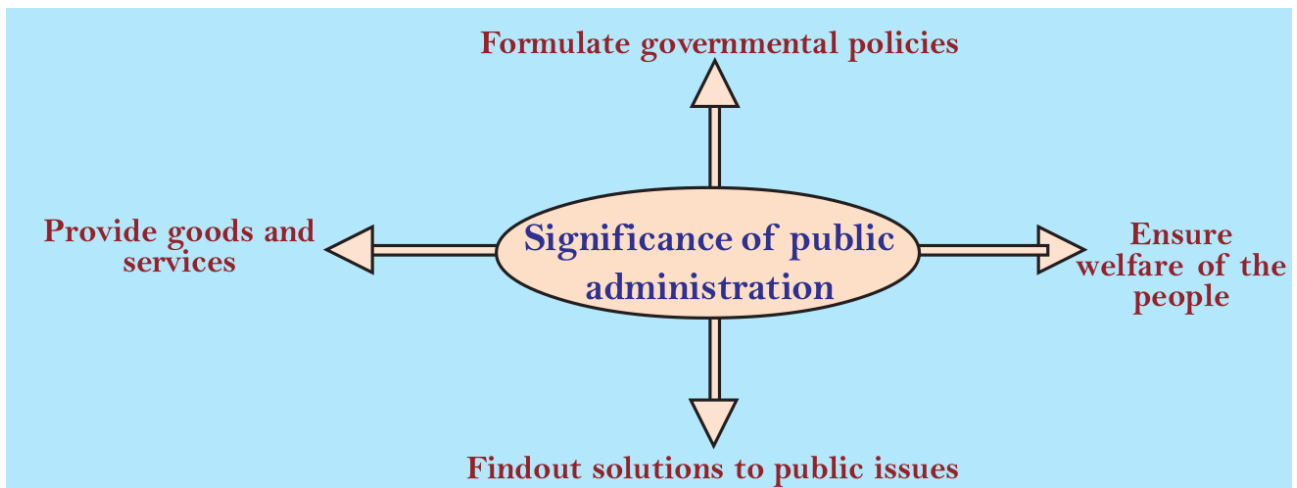 Formulate governmental policies
Provide goods and
services
Significance of public
administration
Ensure
welfare of the
people
Findout solutions to public issues